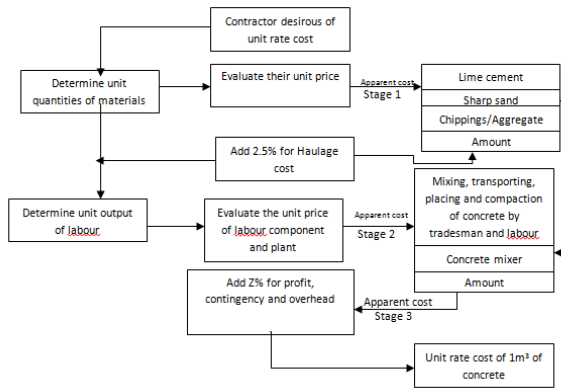 Contractor desirous of
unit rate cost
Determine unit
quantities of materials
Evaluate their unit price
Apparent cost
Stage 1
Lime cement
Sharp sand
Chippings/Aggregate
Amount
Add 2.5% for Haulage
cost
Determine unit output
of labour
Evaluate the unit price
of labour component
and plant
Apparent cost
Stage 2
Mixing, transporting,
placing and compaction
of concrete by
tradesman and labour
Concrete mixer
Amount
Add Z% for profit,
contingency and overhead
Apparent cost
Stage 3
Unit rate cost of 1m³ of
concrete